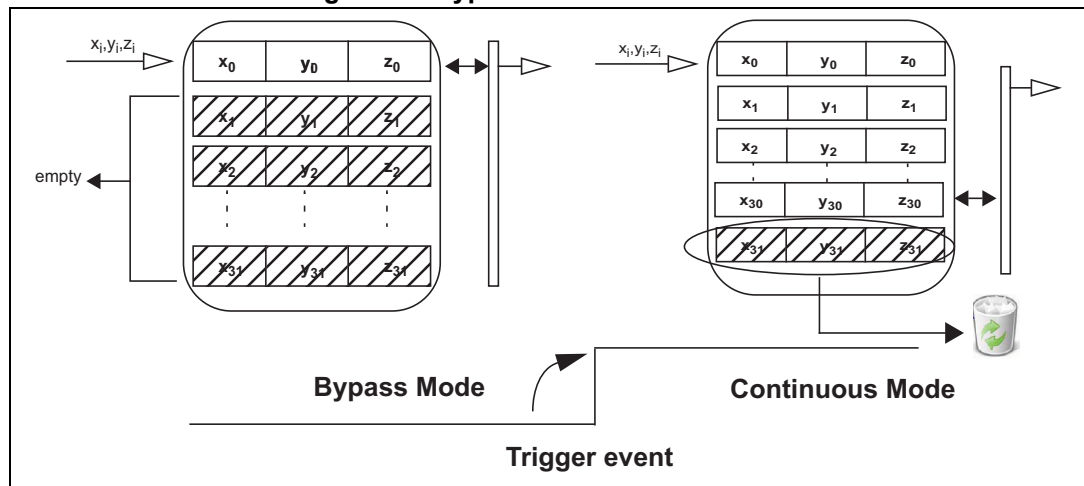 xi,yi,zi
x0 yD z0
x1 y1 z1
x2 y2 z2
x31 y31 z31
empty
xi,yi,zi
x0 y0 z0
x1 y1 z1
x2 y2 z2
x30 y30 z30
x31 y31 z31
Bypass Mode
Continuous Mode
Trigger event